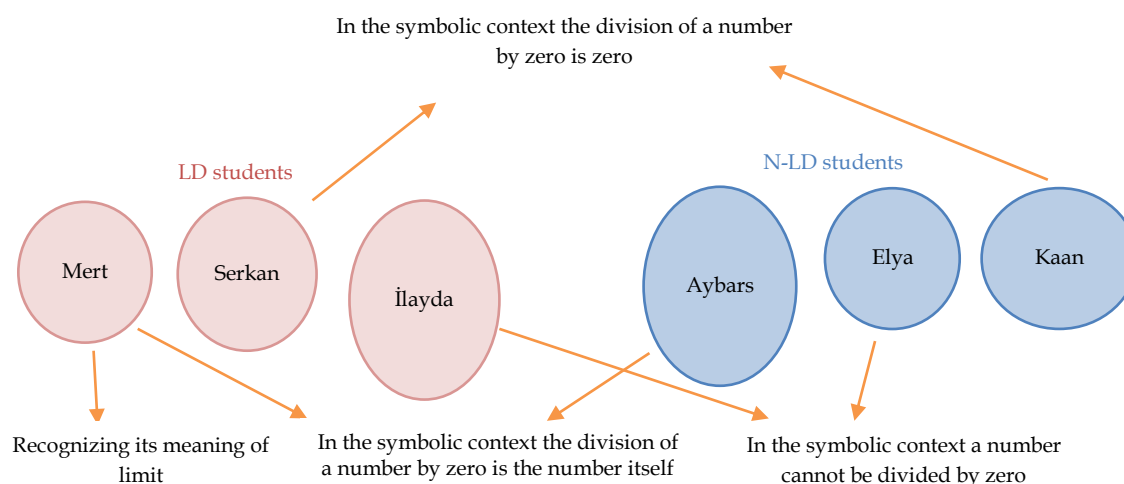 In the symbolic context the division of a number
by zero is zero
LD students
N-LD students
Mert
Serkan
İlayda
Aybars
Elya
Kaan
Recognizing its meaning of
limit
In the symbolic context the division of
a number by zero is the number itself
In the symbolic context a number
cannot be divided by zero